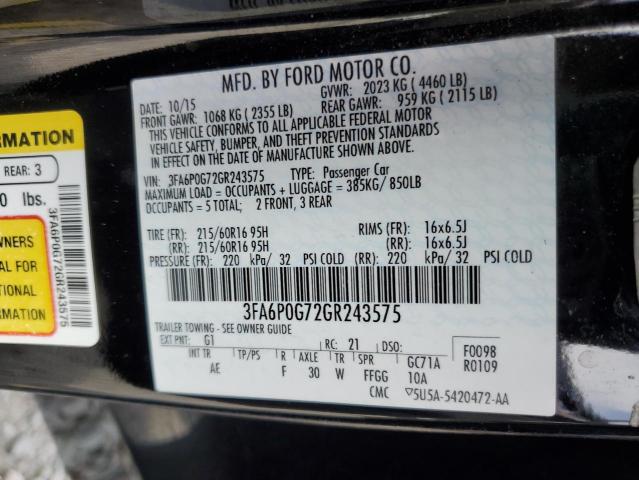 MFD. BY FORD MOTOR CO.
DATE: 10/15 GVWR: 2023 KG ( 4460 LB)
FRONT GAWR: 1068 KG ( 2355 LB) REAR GAWR: 959 KG ( 2115 LB)
THIS VEHICLE CONFORMS TO ALL APPLICABLE FEDERAL MOTOR
VEHICLE SAFETY, BUMPER, AND THEFT PREVENTION STANDARDS
IN EFFECT ON THE DATE OF MANUFACTURE SHOWN ABOVE.
VIN: 3FA6P0G72GR243575 TYPE: Passenger Car
MAXIMUM LOAD = OCCUPANTS + LUGGAGE = 385KG/ 850LB
OCCUPANTS = 5 TOTAL; 2 FRONT, 3 REAR
TIRE (FR): 215/60R16 95H RIMS (FR): 16x6.5J
(RR): 215/60R16 95H (RR): 16x6.5J
PRESSURE (FR): 220 kPa/ 32 PSI COLD (RR): 220 kPa/ 32 PSI COLD
3FA6P0G72GR243575
TRAILER TOWING - SEE OWNER GUIDE
EXT PNT: G1 RC: 21 DSO: F0098
INT TR TP/PS R AXLE TR SPR GC71A R0109
AE F 30 W FFGG 10A
CMC ▽5U5A-5420472-AA
RMATION
REAR: 3
0 lbs.
WNERS
AL FOR
TIONAL
MATION
3FA6P0G72GR243575